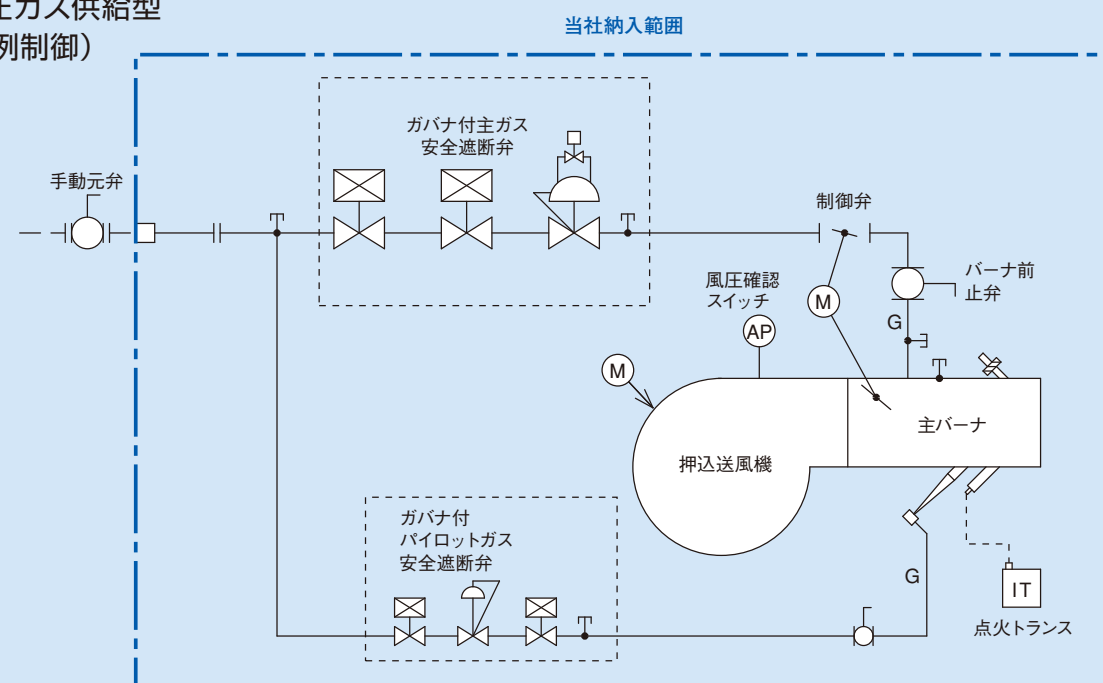 圧ガス供給型
例制御）
当社納入範囲
ガバナ付主ガス
安全遮断弁
手動元弁
制御弁
バーナ前
止弁
風圧確認
スイッチ
M
AP
G
M
主バーナ
押込送風機
ガバナ付
パイロットガス
安全遮断弁
G
IT
点火トランス